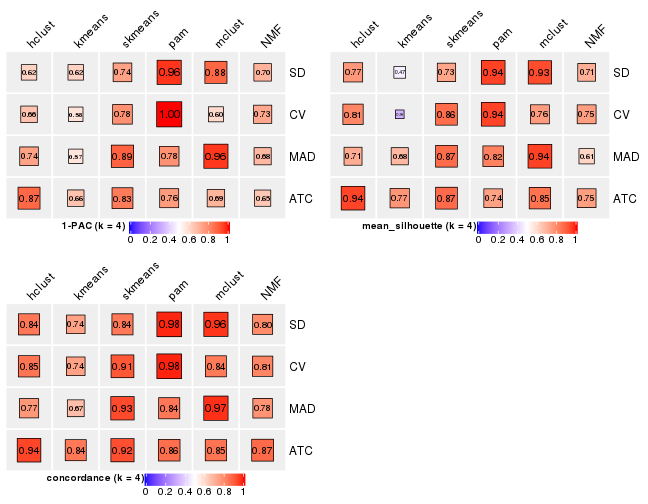 hclust kmeans skmeans pam mclust NMF
0.62 0.62 0.74 0.96 0.88 0.70 SD
0.66 0.58 0.78 1.00 0.60 0.73 CV
0.74 0.57 0.89 0.78 0.96 0.68 MAD
0.87 0.66 0.83 0.76 0.69 0.65 ATC
1-PAC (k = 4)
0 0.2 0.4 0.6 0.8 1
hclust kmeans skmeans pam mclust NMF
0.77 0.47 0.73 0.94 0.93 0.71 SD
0.81 0.86 0.94 0.76 0.75 CV
0.71 0.68 0.87 0.82 0.94 0.61 MAD
0.94 0.77 0.87 0.74 0.85 0.75 ATC
mean_silhouette (k = 4)
0 0.2 0.4 0.6 0.8 1
hclust kmeans skmeans pam mclust NMF
0.84 0.74 0.84 0.98 0.96 0.80 SD
0.85 0.74 0.91 0.98 0.84 0.81 CV
0.77 0.67 0.93 0.84 0.97 0.78 MAD
0.94 0.84 0.92 0.86 0.85 0.87 ATC
concordance (k = 4)
0 0.2 0.4 0.6 0.8 1